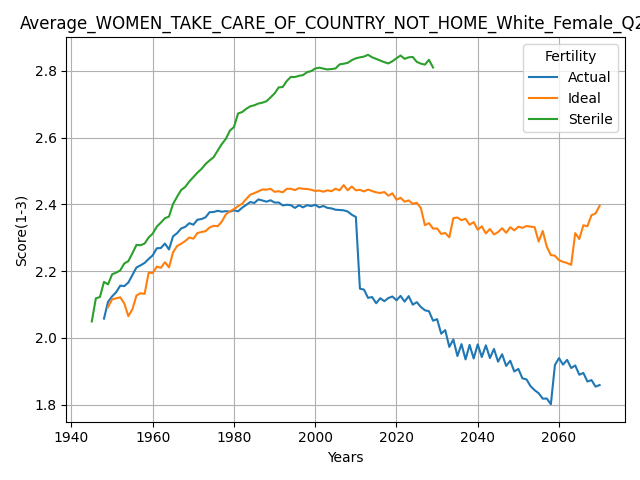 Average_WOMEN_TAKE_CARE_OF_COUNTRY_NOT_HOME_White_Female_Q2
Fertility
Actual
Ideal
Sterile
Score(1-3)
2.8
2.6
2.4
2.2
2.0
1.8
1940
1960
1980
2000
2020
2040
2060
Years